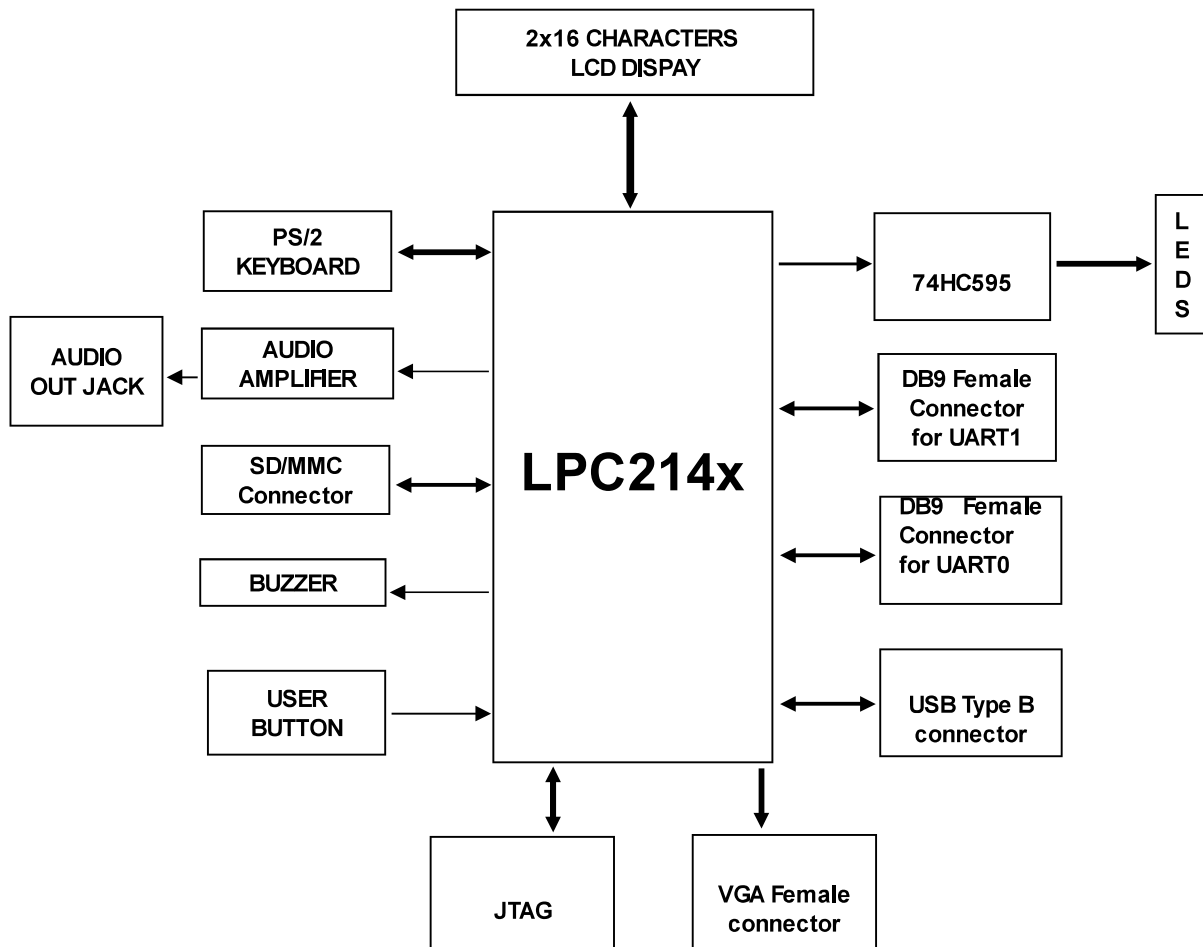 2x16 CHARACTERS
LCD DISPAY
PS/2
KEYBOARD
74HC595
L
E
D
S
AUDIO
OUT JACK
AUDIO
AMPLIFIER
DB9 Female
Connector
for UART1
SD/MMC
Connector
LPC214x
DB9 Female
Connector
for UART0
BUZZER
USER
BUTTON
USB Type B
connector
JTAG
VGA Female
connector